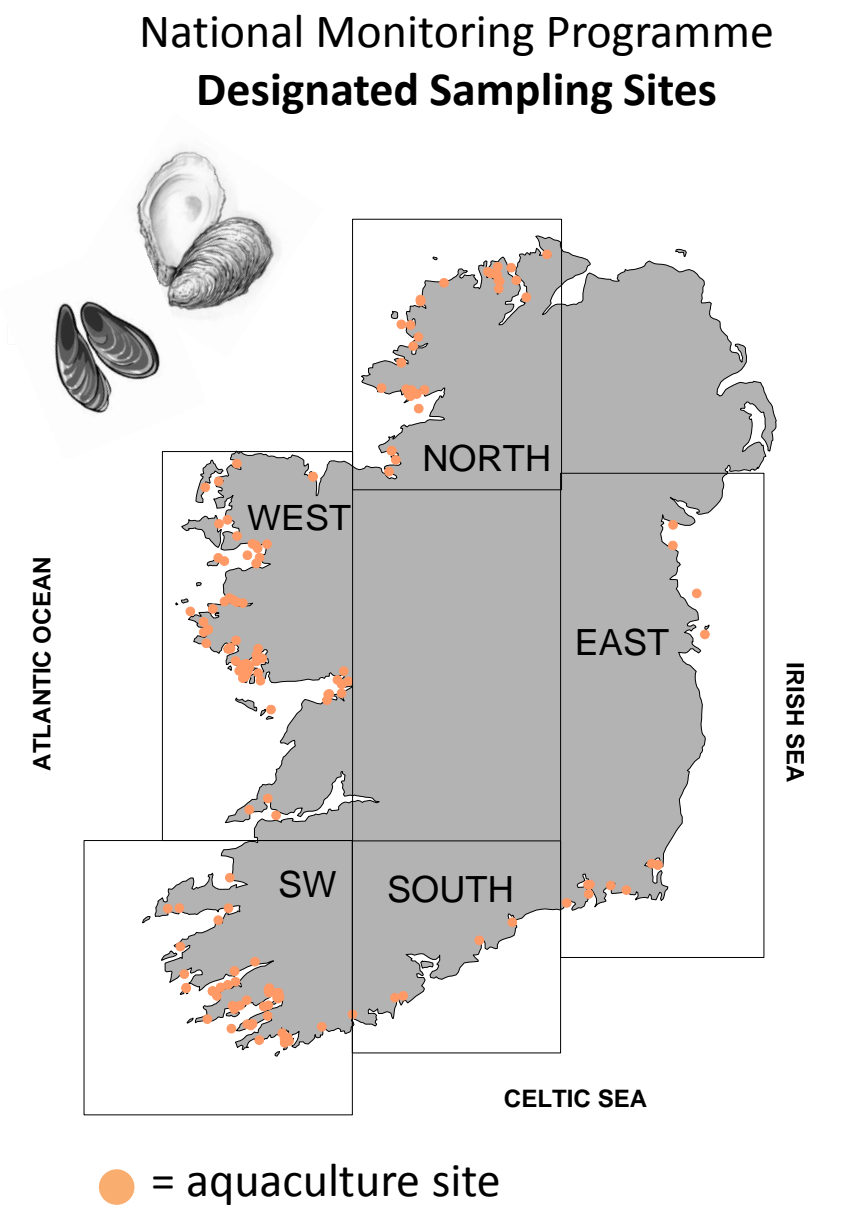 National Monitoring Programme
Designated Sampling Sites
NORTH
WEST
ATLANTIC OCEAN
EAST
IRISH SEA
SW
SOUTH
CELTIC SEA
= aquaculture site